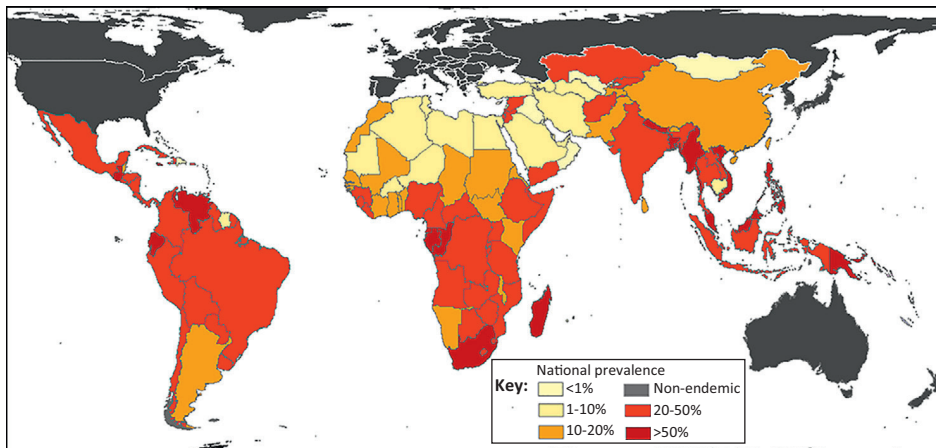 National prevalence
Key: <1% Non-endemic
1-10% 20-50%
10-20% >50%